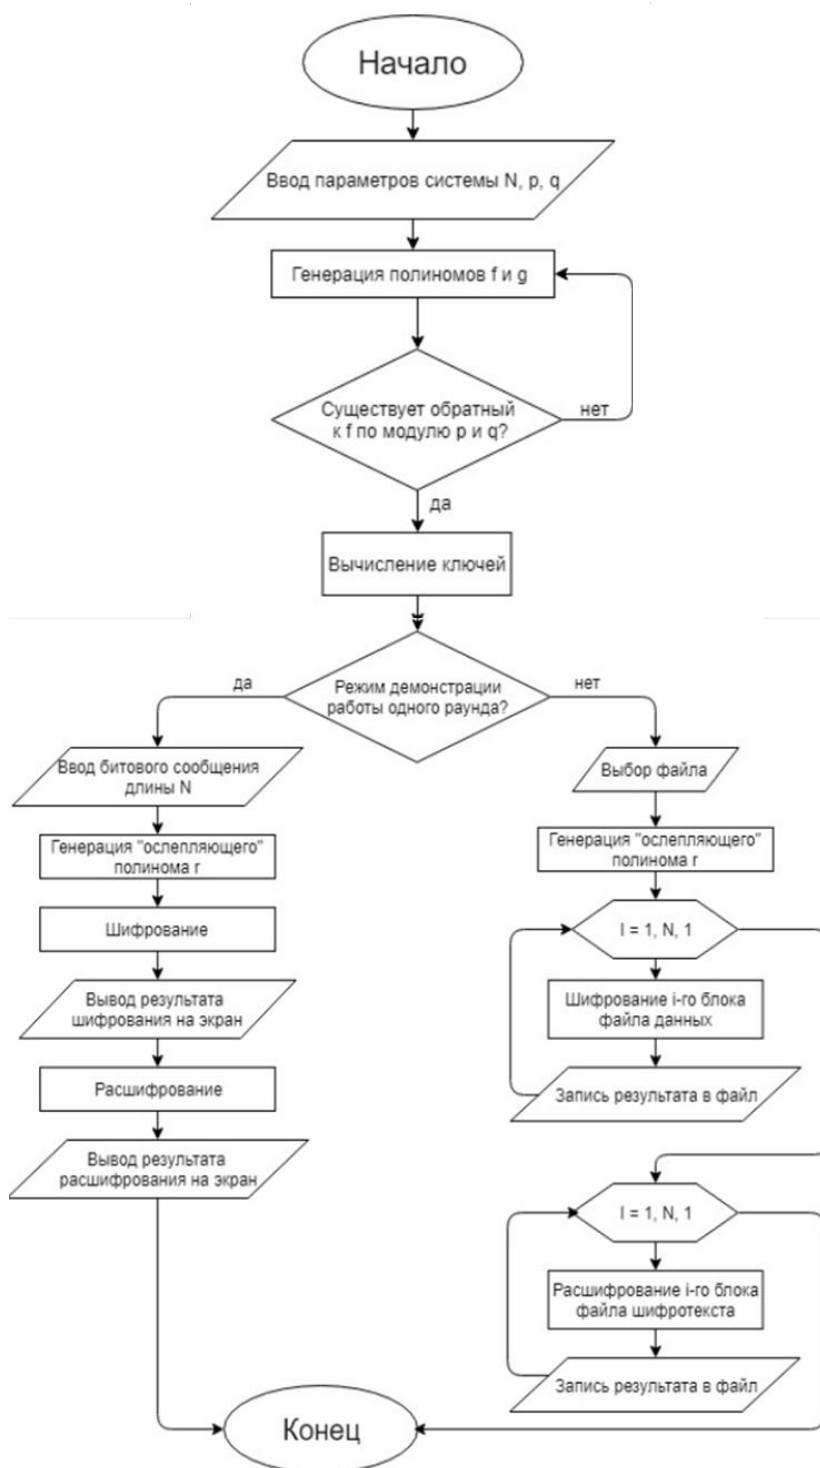 Начало
Ввод параметров системы N, p, q
Генерация полиномов f и g
Существует обратный
к f по модулю p и q?
нет
да
Вычисление ключей
Режим демонстрации
работы одного раунда?
да
нет
Ввод битового сообщения
длины N
Генерация "ослепляющего"
полинома r
Шифрование
Вывод результата
шифрования на экран
Расшифрование
Вывод результата
расшифрования на экран
Выбор файла
Генерация "ослепляющего"
полинома r
I = 1, N, 1
Шифрование i-го блока
файла данных
Запись результата в файл
I = 1, N, 1
Расшифрование i-го блока
файла шифротекста
Запись результата в файл
Конец